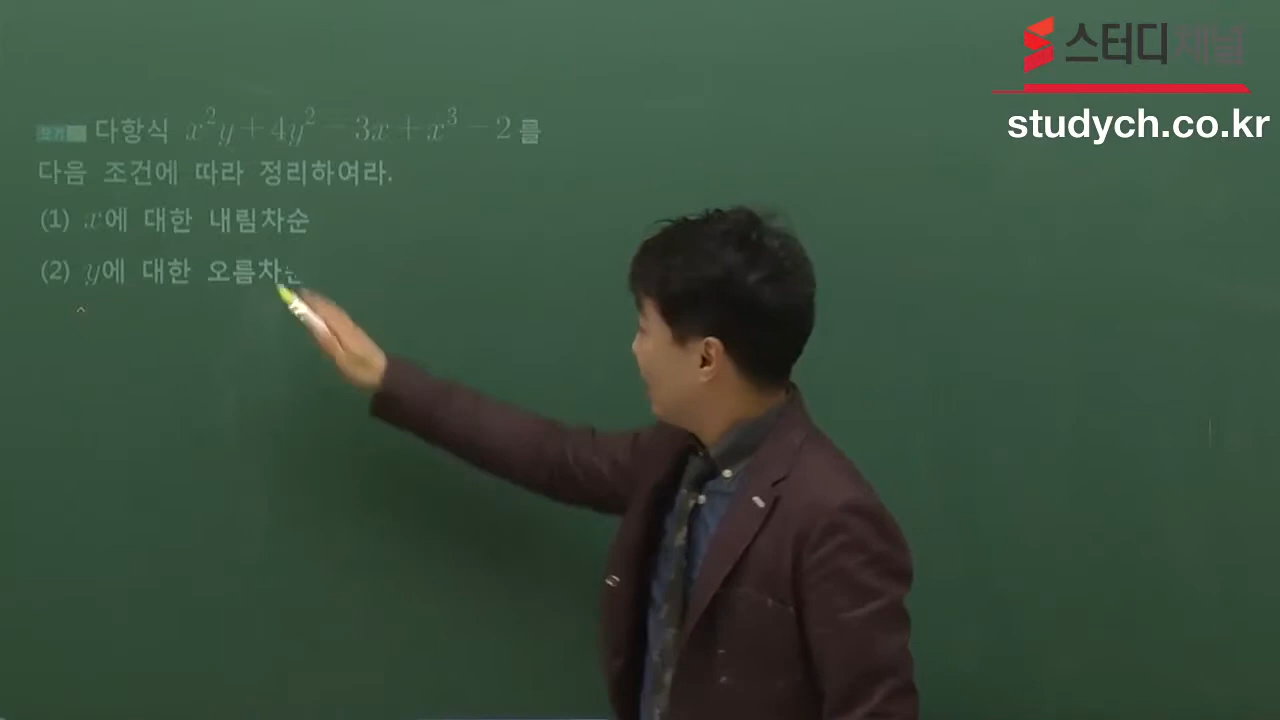 스터디채널
studych.co.kr
다항식 x²y + 4y² − 3x + x³ − 2 를
다음 조건에 따라 정리하여라.
(1) x에 대한 내림차순
(2) y에 대한 오름차순